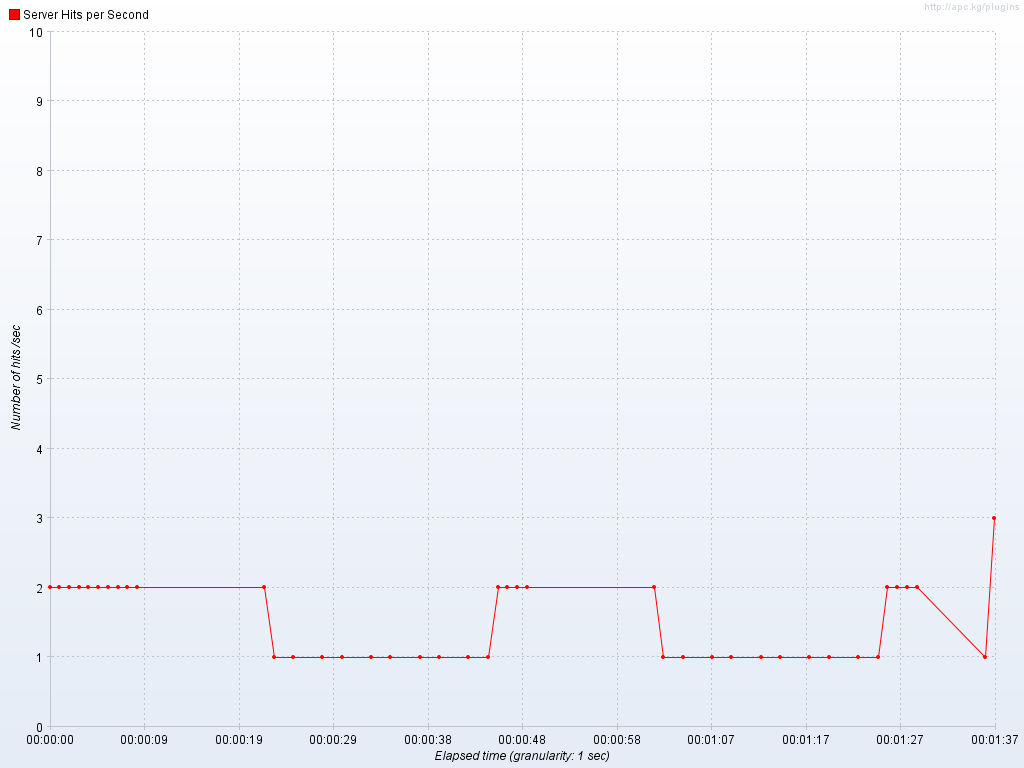 Server Hits per Second
http://apc.kg/plugins
10
9
8
7
6
5
4
3
2
1
0
Number of hits /sec
00:00:00 00:00:09 00:00:19 00:00:29 00:00:38 00:00:48 00:00:58 00:01:07 00:01:17 00:01:27 00:01:37
Elapsed time (granularity: 1 sec)